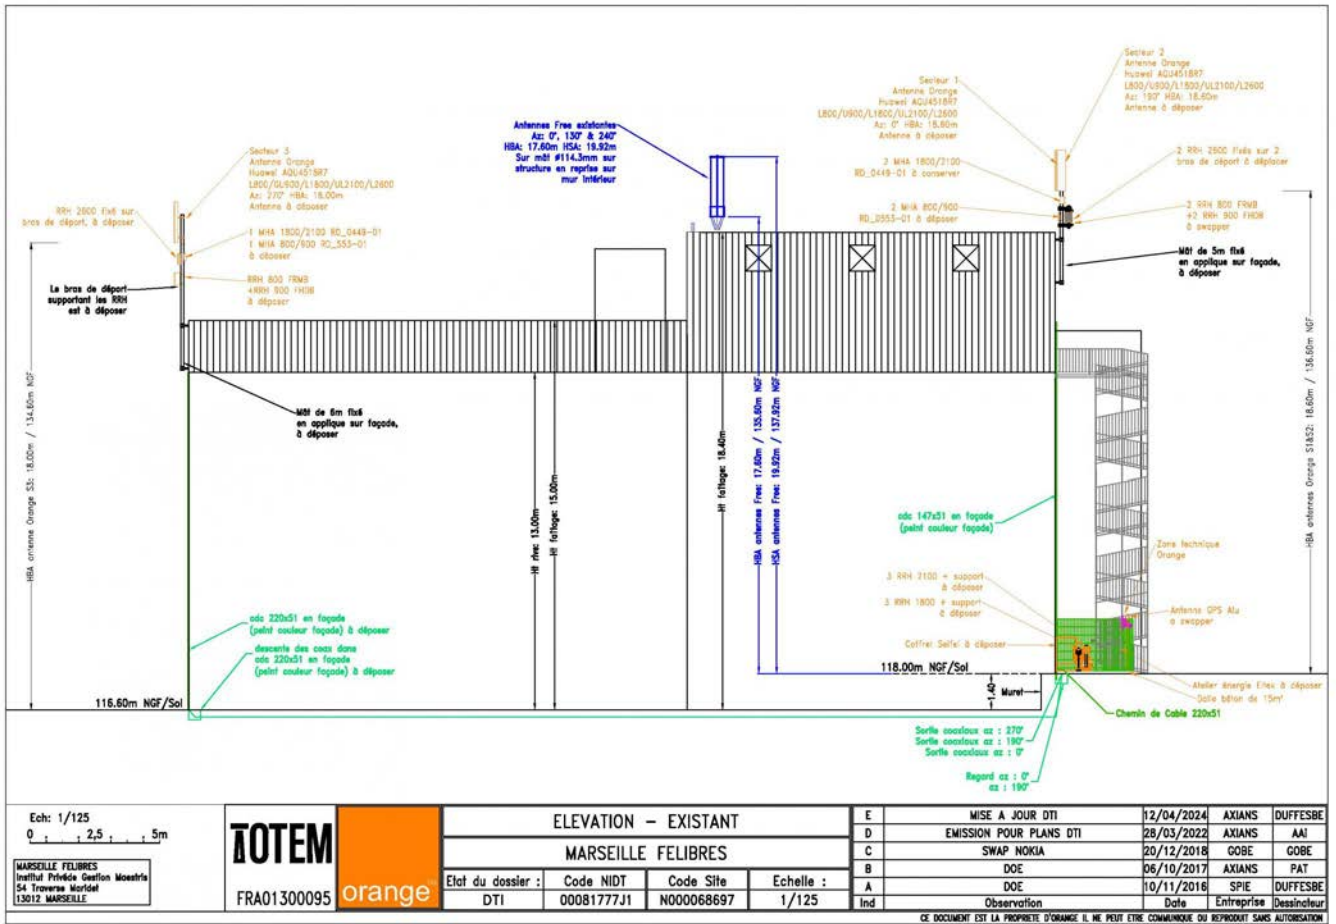 Secteur 2
Antenne Orange
Huawei AQU4518R7
L800/U900/L1800/UL2100/L2600
Az: 190° HBA: 18.60m
Antenne à déposer
Secteur 1
Antenne Orange
Huawei AQU4518R7
L800/U900/L1800/UL2100/L2600
Az: 0° HBA: 18.60m
Antenne à déposer
Antennes Free existantes
Az: 0°, 130° & 240°
HBA: 17.60m HSA: 19.92m
Sur mât #114.3mm sur
structure en reprise sur
mur intérieur
Secteur 3
Antenne Orange
Huawei AQU4518R7
L800/GU900/L1800/UL2100/L2600
Az: 270° HBA: 18.00m
Antenne à déposer
2 RRH 2600 fixés sur 2
bras de départ à déplacer
3 MHA 1800/2100
RD_0449-01 à conserver
RRH 2600 fixé sur
bras de départ, à déposer
2 MHA 800/900
RD_0553-01 à déposer
2 RRH 800 FRMB
+2 RRH 900 FHDB
à swapper
1 MHA 1800/2100 RD_0449-01
1 MHA 800/900 RD_553-01
à déposer
Mât de 5m fixé
en applique sur façade,
à déposer
RRH 800 FRMB
+RRH 900 FHDB
à déposer
Le bras de départ
supportant les RRH
est à déposer
Mât de 6m fixé
en applique sur façade,
à déposer
HBA antenne Orange S3: 18.00m / 134.60m NGF
Ht rive: 13.00m
Ht faîtage: 15.00m
Ht faîtage: 18.40m
HBA antennes Free: 17.60m / 135.60m NGF
HSA antennes Free: 19.92m / 137.92m NGF
HBA antennes Orange S1&S2: 18.60m / 136.60m NGF
cdc 147x51 en façade
(peint couleur façade)
Zone technique
Orange
3 RRH 2100 + support
à déposer
3 RRH 1800 + support
à déposer
Antenne GPS Alu
a swapper
cdc 220x51 en façade
(peint couleur façade) à déposer
Coffret Seifel à déposer
descente des coax dans
cdc 220x51 en façade
(peint couleur façade) à déposer
118.00m NGF/Sol
Atelier énergie Eltek à déposer
Dalle béton de 15m²
1.40
Muret
116.60m NGF/Sol
Chemin de Cable 220x51
Sortie coaxiaux az : 270°
Sortie coaxiaux az : 190°
Sortie coaxiaux az : 0°
Regard az : 0°
az : 190°
Ech: 1/125
0 2,5 5m
MARSEILLE FELIBRES
Institut Privée Gestion Maestris
54 Traverse Maridet
13012 MARSEILLE
TOTEM
FRA01300095
orange
ELEVATION - EXISTANT
MARSEILLE FELIBRES
Etat du dossier : Code NIDT Code Site Echelle :
DTI 00081777J1 N000068697 1/125
E MISE A JOUR DTI 12/04/2024 AXIANS DUFFESBE
D EMISSION POUR PLANS DTI 28/03/2022 AXIANS AAI
C SWAP NOKIA 20/12/2018 GOBE GOBE
B DOE 06/10/2017 AXIANS PAT
A DOE 10/11/2016 SPIE DUFFESBE
Ind Observation Date Entreprise Dessinateur
CE DOCUMENT EST LA PROPRIETE D'ORANGE IL NE PEUT ETRE COMMUNIQUE OU REPRODUIT SANS AUTORISATION